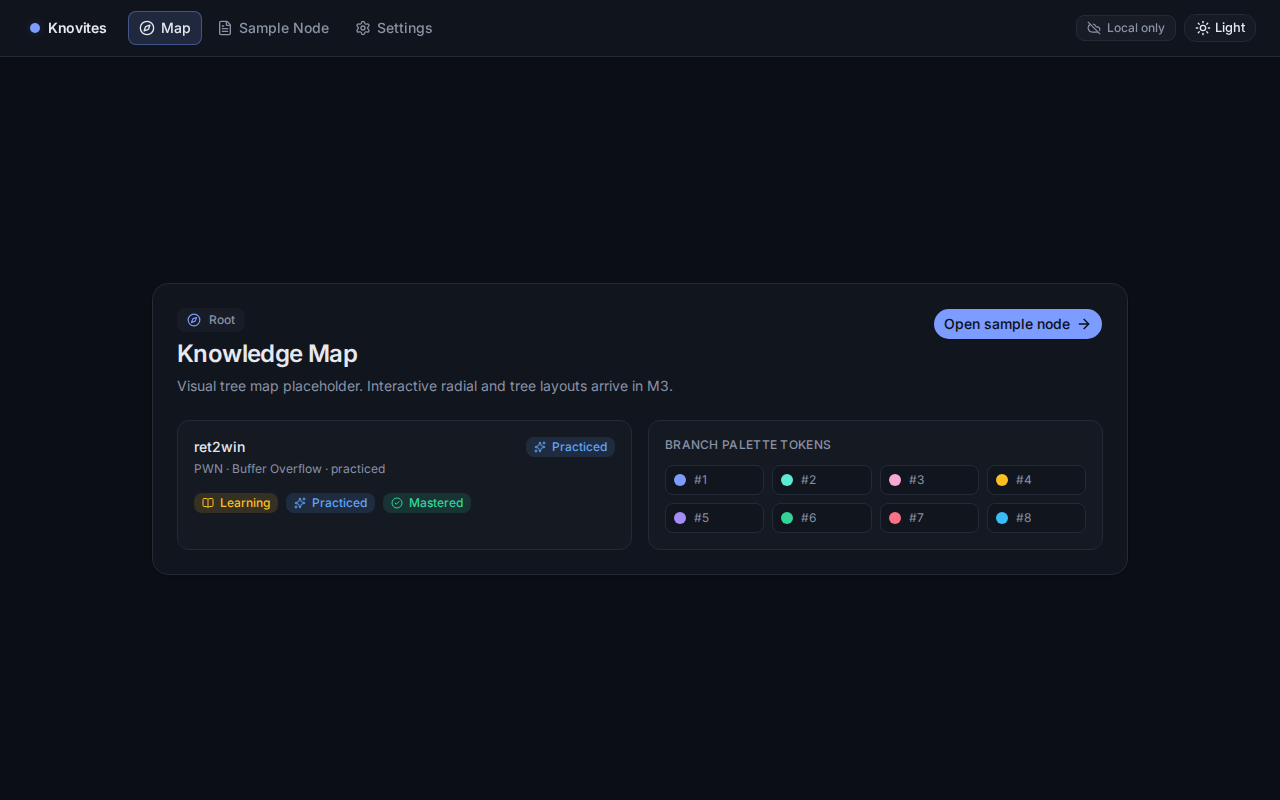 Knovites Map Sample Node Settings Local only Light
Root
Open sample node
Knowledge Map
Visual tree map placeholder. Interactive radial and tree layouts arrive in M3.
ret2win Practiced
PWN · Buffer Overflow · practiced
Learning Practiced Mastered
BRANCH PALETTE TOKENS
#1 #2 #3 #4
#5 #6 #7 #8